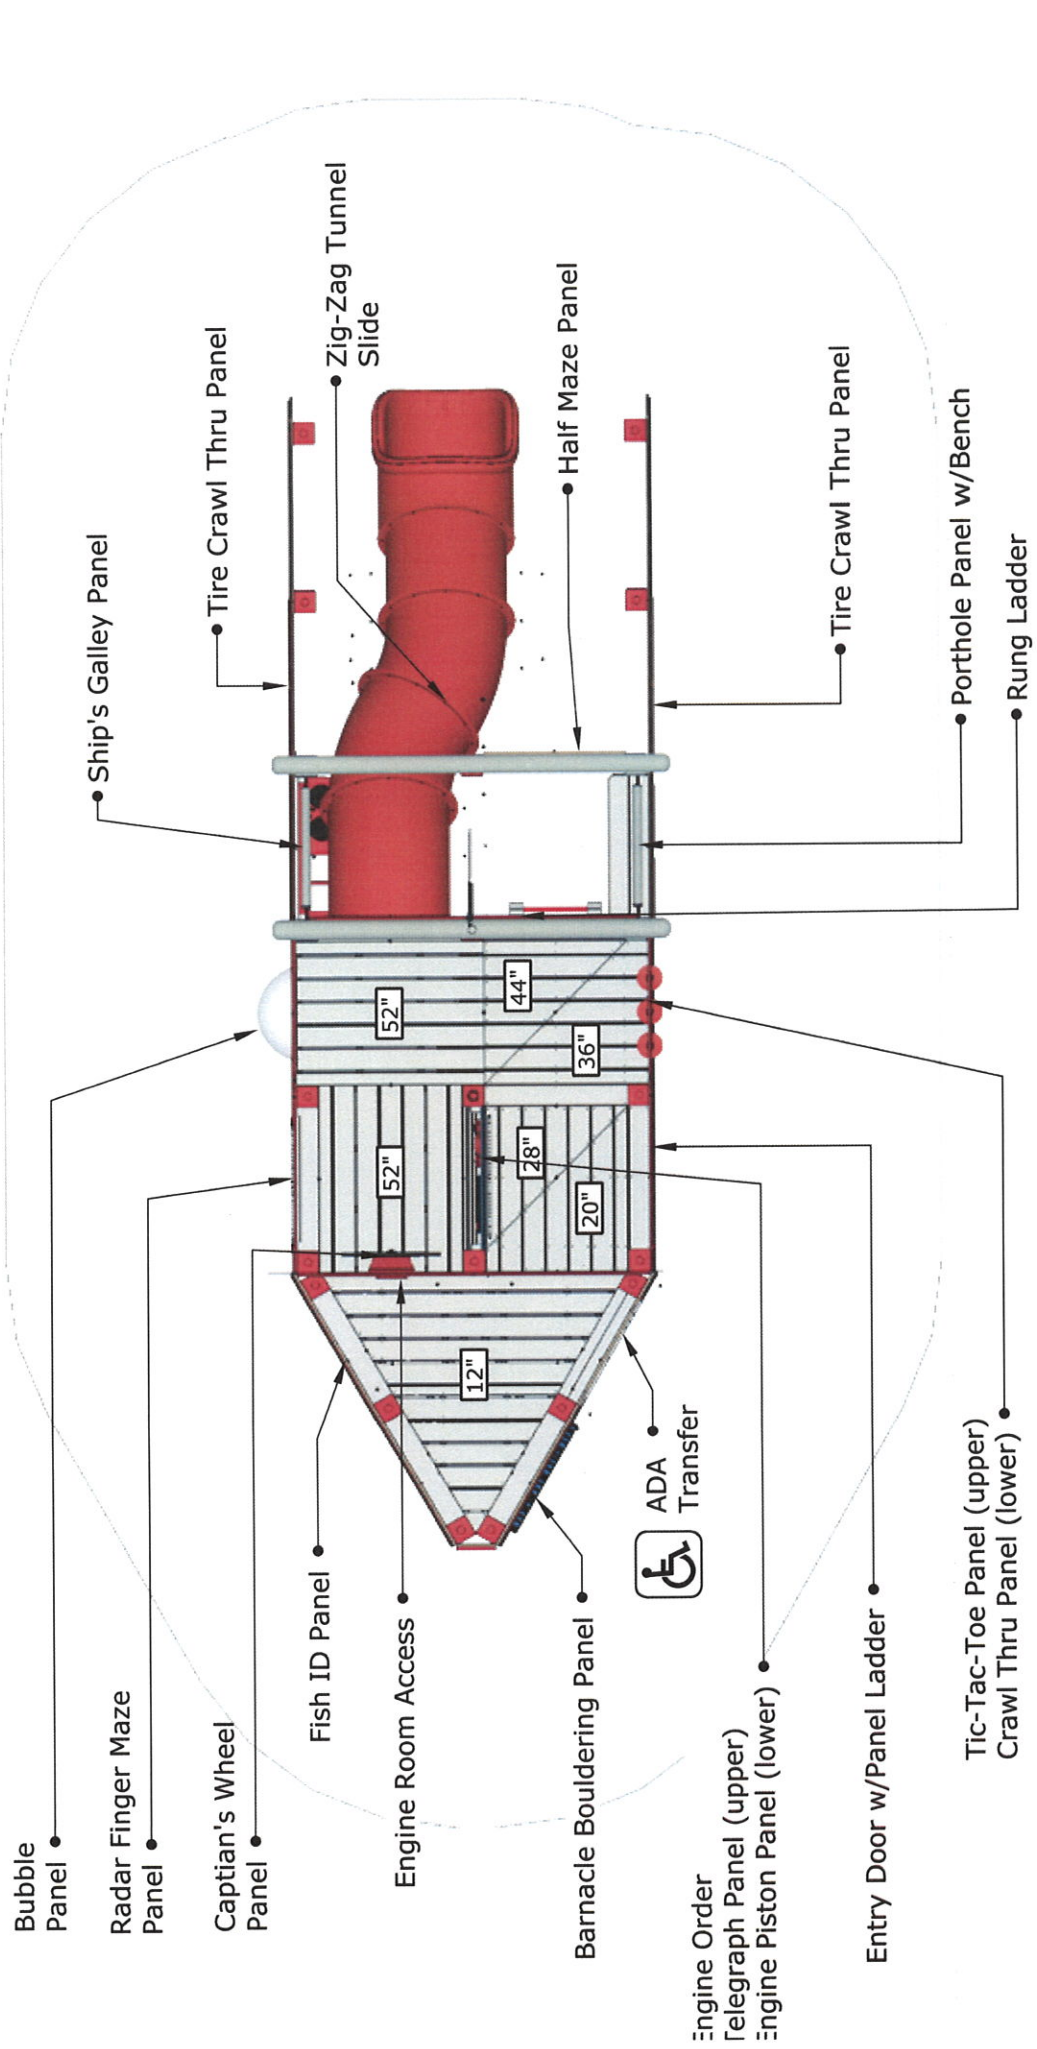 Bubble
Panel
Radar Finger Maze
Panel
Captian's Wheel
Panel
Fish ID Panel
Engine Room Access
Barnacle Bouldering Panel
ADA
Transfer
Engine Order
Telegraph Panel (upper)
Engine Piston Panel (lower)
Entry Door w/Panel Ladder
Tic-Tac-Toe Panel (upper)
Crawl Thru Panel (lower)
Ship's Galley Panel
Tire Crawl Thru Panel
Zig-Zag Tunnel
Slide
Half Maze Panel
Tire Crawl Thru Panel
Porthole Panel w/Bench
Rung Ladder
12"
52"
28"
20"
52"
44"
36"